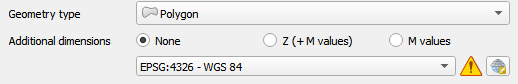 Geometry type Polygon
Additional dimensions None Z (+ M values) M values
EPSG:4326 - WGS 84